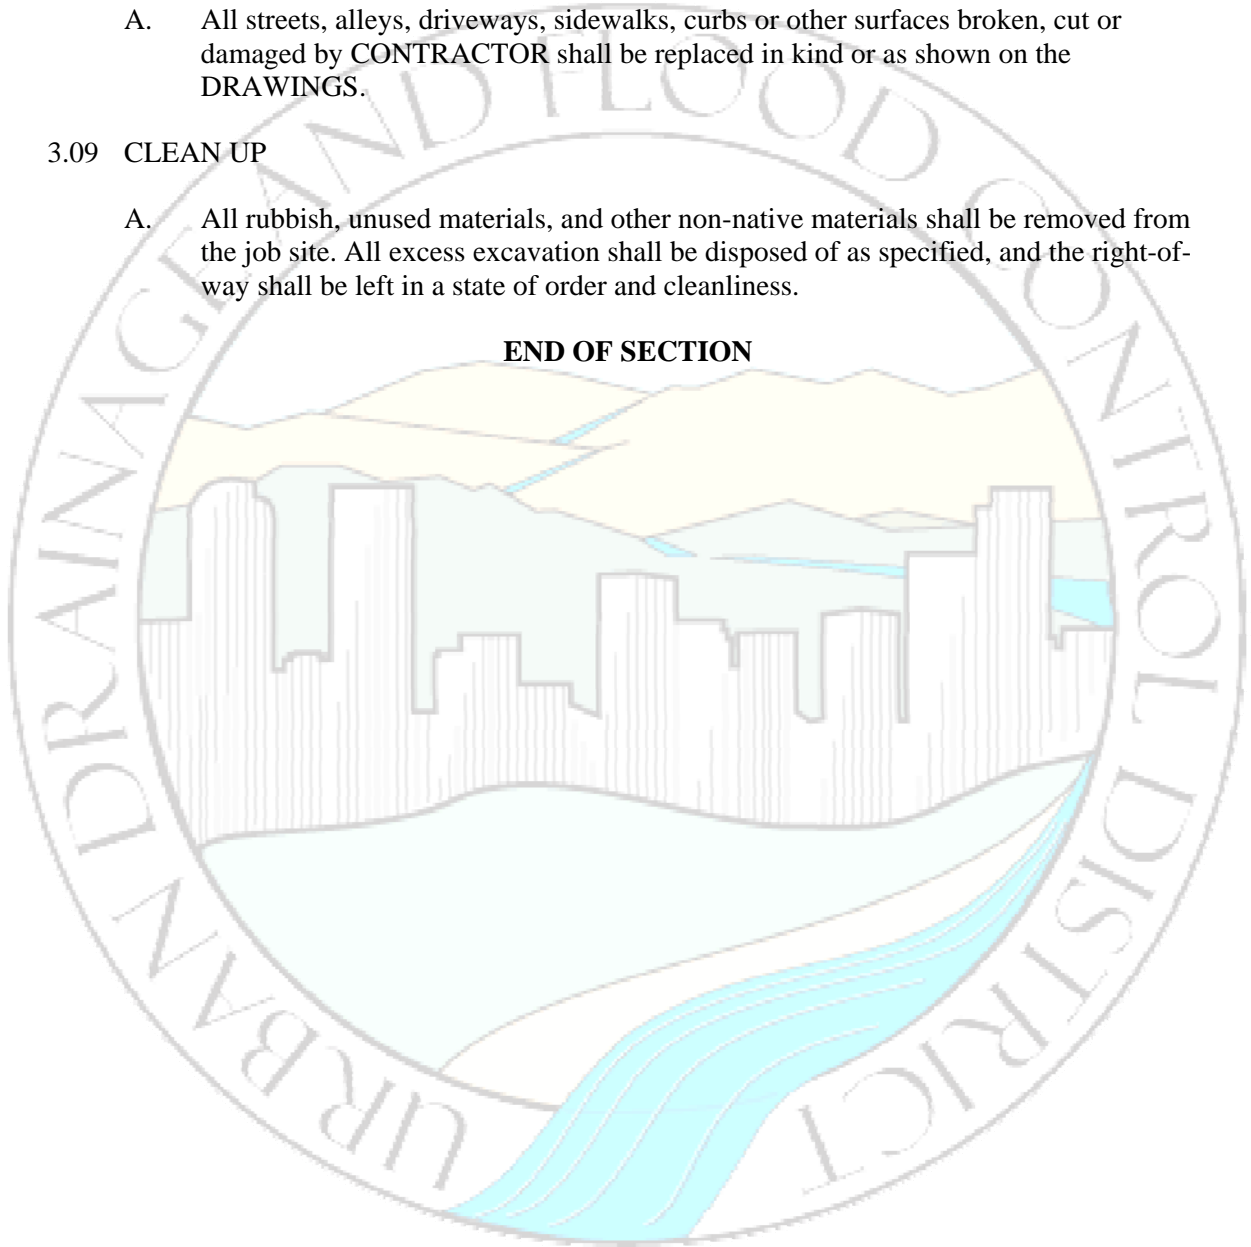 A. All streets, alleys, driveways, sidewalks, curbs or other surfaces broken, cut or
damaged by CONTRACTOR shall be replaced in kind or as shown on the
DRAWINGS.
3.09 CLEAN UP
A. All rubbish, unused materials, and other non-native materials shall be removed from
the job site. All excess excavation shall be disposed of as specified, and the right-of-
way shall be left in a state of order and cleanliness.
END OF SECTION
URBAN DRAINAGE AND FLOOD CONTROL DISTRICT